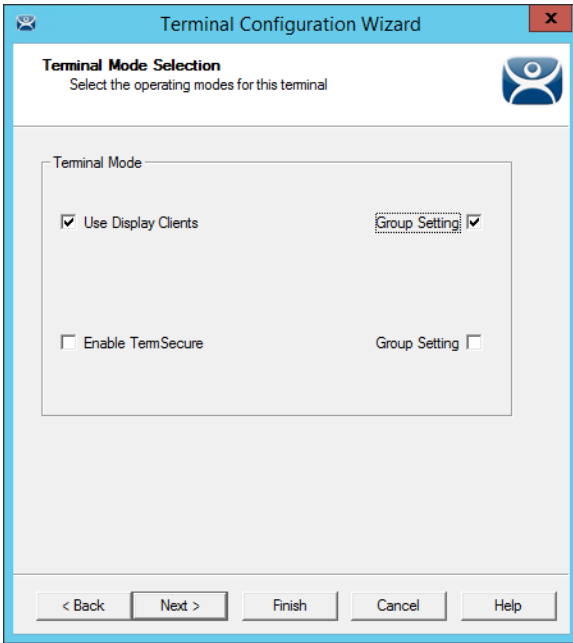 Terminal Configuration Wizard
x
Terminal Mode Selection
Select the operating modes for this terminal
Terminal Mode
Use Display Clients Group Setting
Enable TermSecure Group Setting
< Back Next > Finish Cancel Help